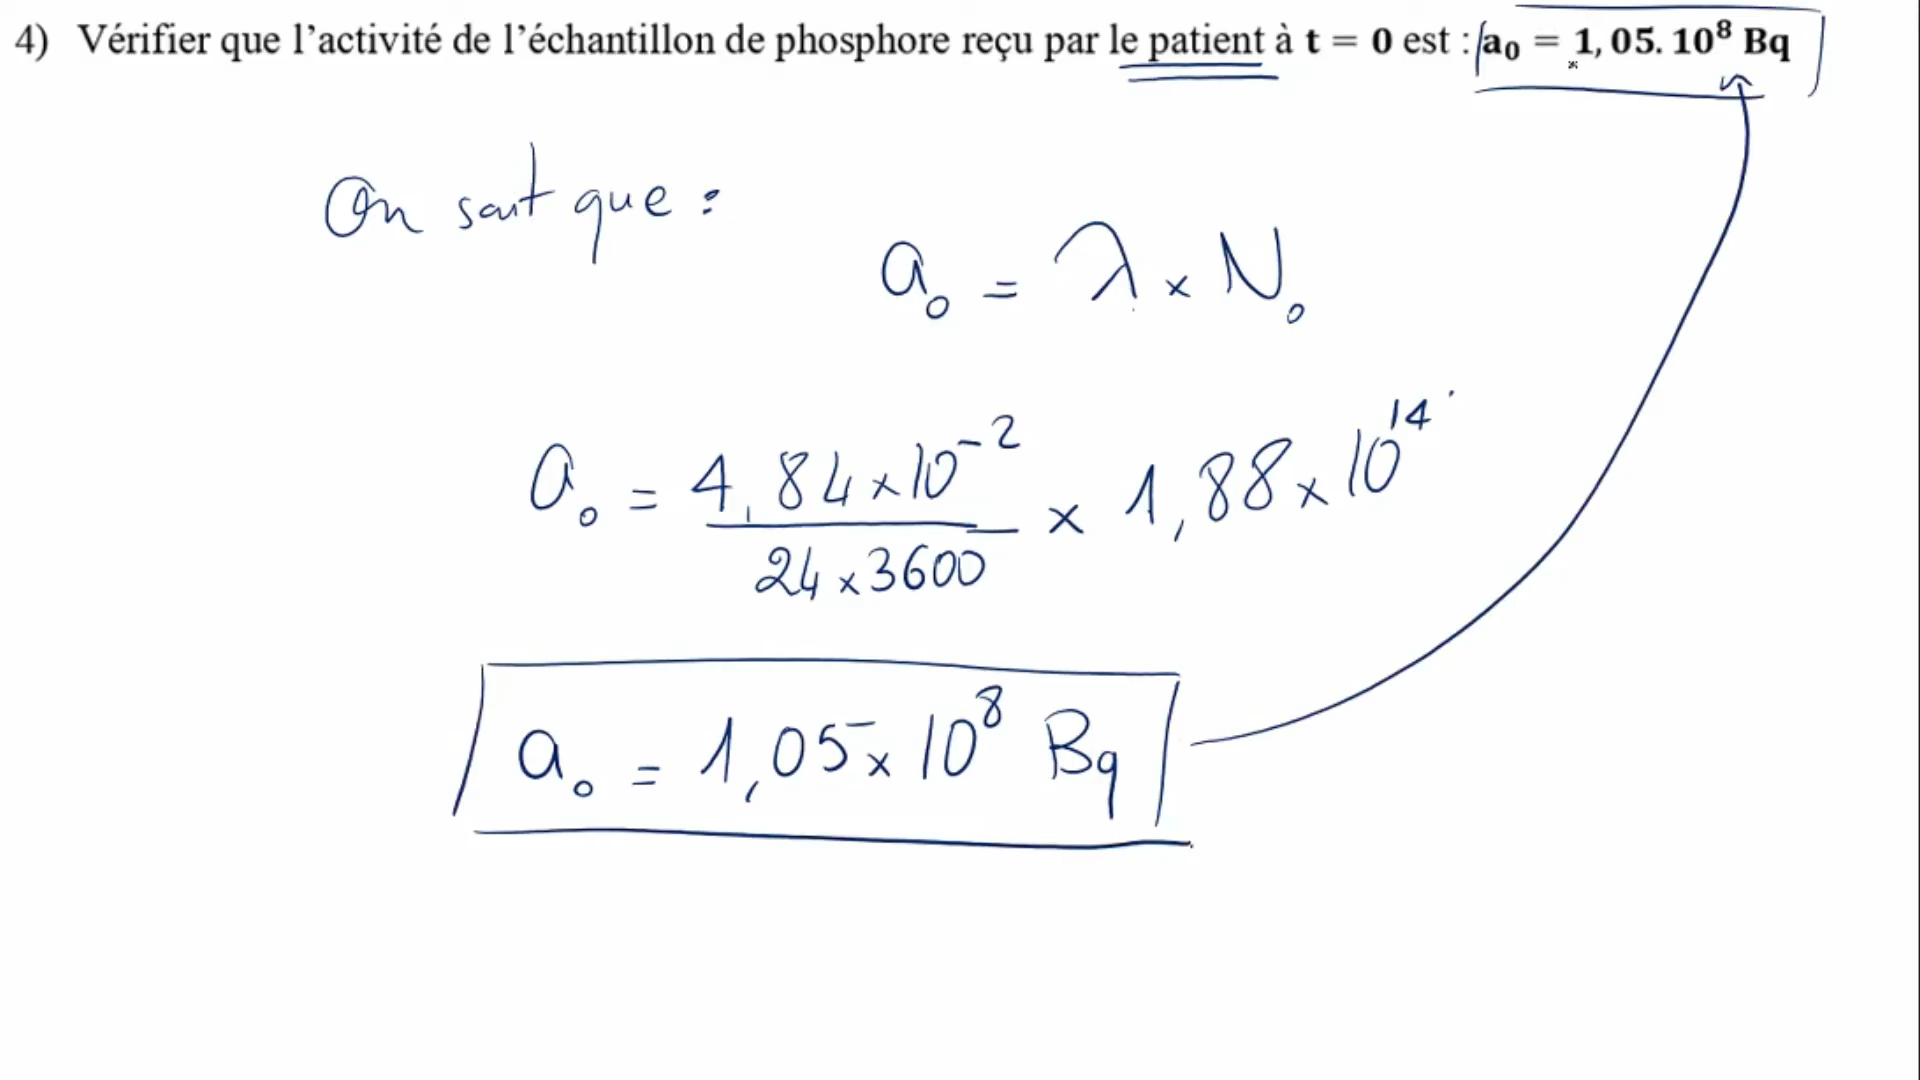 4) Vérifier que l’activité de l’échantillon de phosphore reçu par le patient à t = 0 est : a₀ = 1, 05. 10⁸ Bq
On sait que :
a₀ = λ × N₀
a₀ = 4,84 × 10⁻² / 24 × 3600 × 1,88 × 10¹⁴
a₀ = 1,05 × 10⁸ Bq